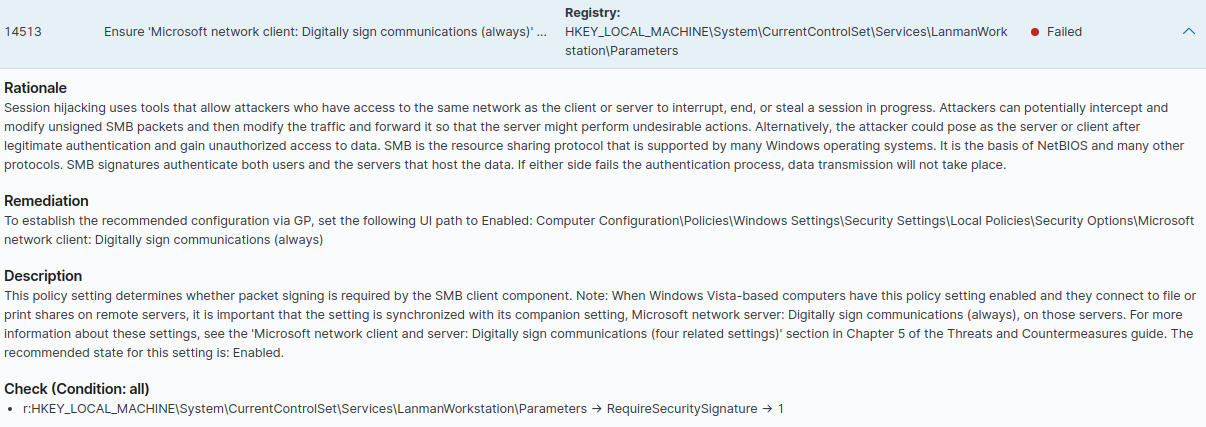 Registry:
14513 Ensure 'Microsoft network client: Digitally sign communications (always)' ... HKEY_LOCAL_MACHINE\System\CurrentControlSet\Services\LanmanWork Failed
station\Parameters
Rationale
Session hijacking uses tools that allow attackers who have access to the same network as the client or server to interrupt, end, or steal a session in progress. Attackers can potentially intercept and
modify unsigned SMB packets and then modify the traffic and forward it so that the server might perform undesirable actions. Alternatively, the attacker could pose as the server or client after
legitimate authentication and gain unauthorized access to data. SMB is the resource sharing protocol that is supported by many Windows operating systems. It is the basis of NetBIOS and many other
protocols. SMB signatures authenticate both users and the servers that host the data. If either side fails the authentication process, data transmission will not take place.
Remediation
To establish the recommended configuration via GP, set the following UI path to Enabled: Computer Configuration\Policies\Windows Settings\Security Settings\Local Policies\Security Options\Microsoft
network client: Digitally sign communications (always)
Description
This policy setting determines whether packet signing is required by the SMB client component. Note: When Windows Vista-based computers have this policy setting enabled and they connect to file or
print shares on remote servers, it is important that the setting is synchronized with its companion setting, Microsoft network server: Digitally sign communications (always), on those servers. For more
information about these settings, see the 'Microsoft network client and server: Digitally sign communications (four related settings)' section in Chapter 5 of the Threats and Countermeasures guide. The
recommended state for this setting is: Enabled.
Check (Condition: all)
• r:HKEY_LOCAL_MACHINE\System\CurrentControlSet\Services\LanmanWorkstation\Parameters → RequireSecuritySignature → 1